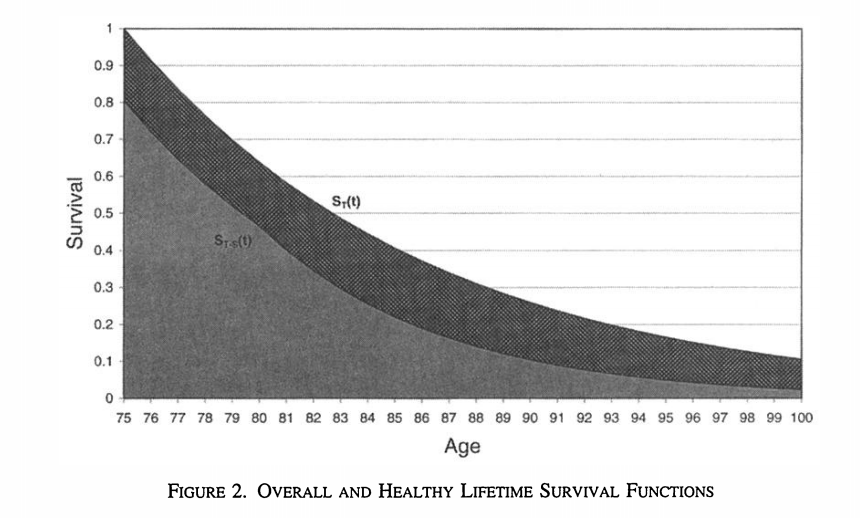 1
0.9
0.8
0.7
0.6
0.5
0.4
0.3
0.2
0.1
0
Survival
S_T(t)
S_T-S(t)
75 76 77 78 79 80 81 82 83 84 85 86 87 88 89 90 91 92 93 94 95 96 97 98 99 100
Age
FIGURE 2. OVERALL AND HEALTHY LIFETIME SURVIVAL FUNCTIONS